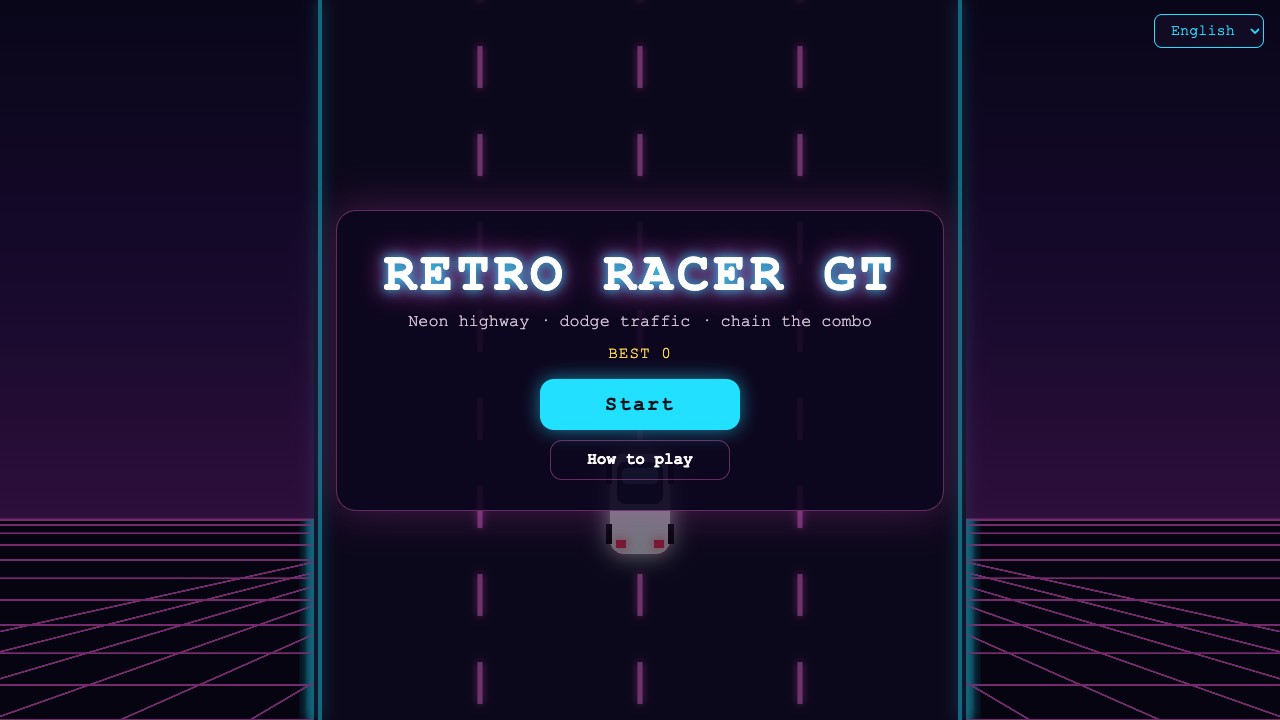 English
RETRO RACER GT
Neon highway · dodge traffic · chain the combo
BEST 0
Start
How to play